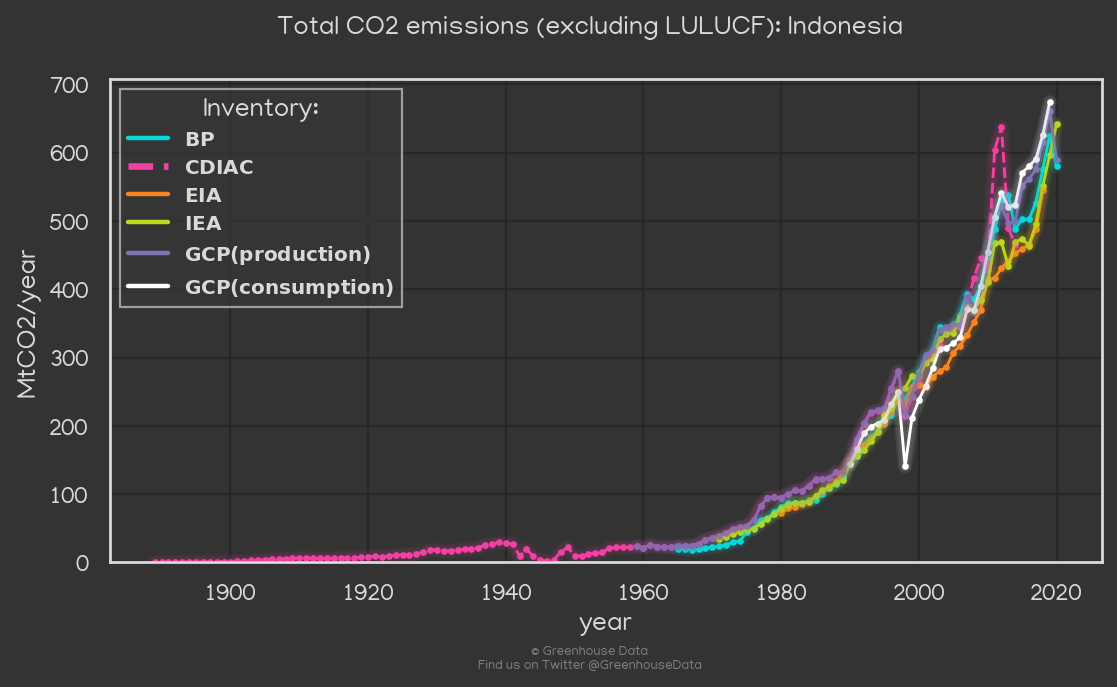 Total CO2 emissions (excluding LULUCF): Indonesia
MtCO2/year
700
600
500
400
300
200
100
0
Inventory:
BP
CDIAC
EIA
IEA
GCP(production)
GCP(consumption)
1900 1920 1940 1960 1980 2000 2020
year
© Greenhouse Data
Find us on Twitter @GreenhouseData